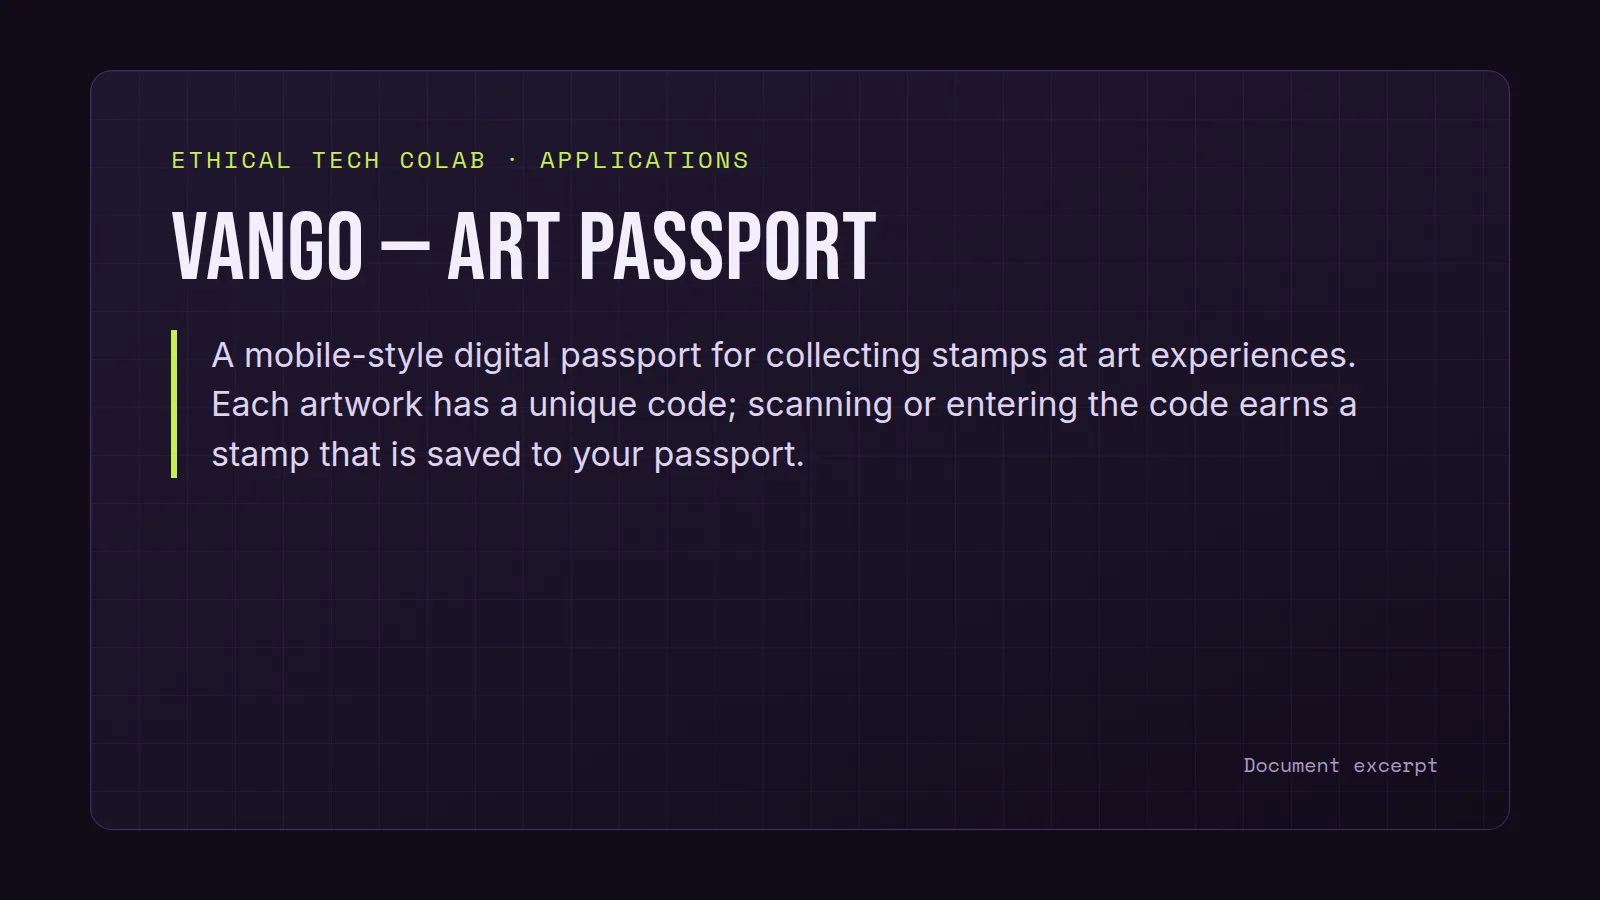 ETHICAL TECH COLAB · APPLICATIONS
VANGO — ART PASSPORT
A mobile-style digital passport for collecting stamps at art experiences.
Each artwork has a unique code; scanning or entering the code earns a
stamp that is saved to your passport.
Document excerpt